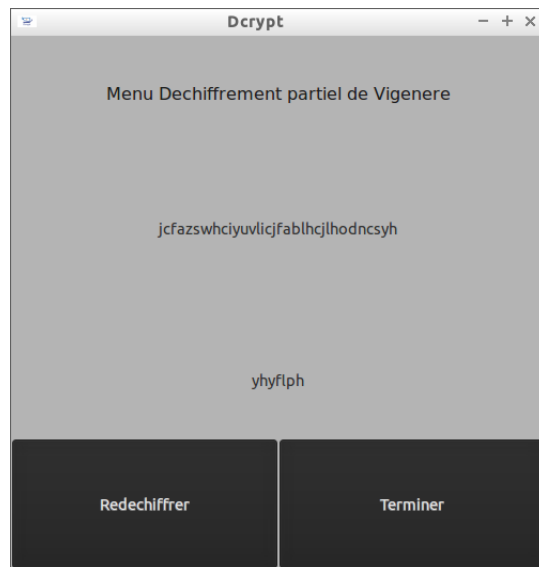 Dcrypt
Menu Dechiffrement partiel de Vigenere
jcfazswhciyuvlicjfablhcjlhodncsyh
yhyflph
Redechiffrer
Terminer